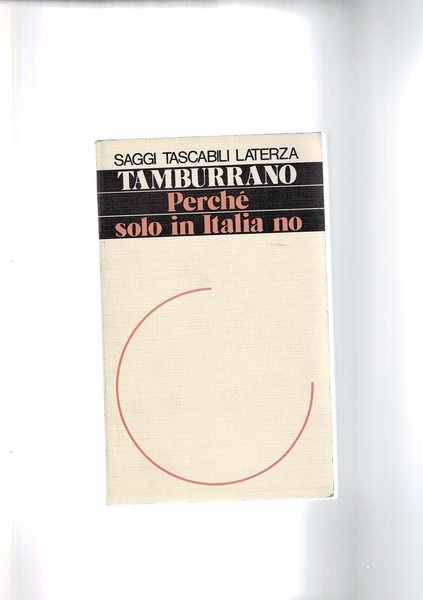 SAGGI TASCABILI LATERZA
TAMBURRANO
Perché
solo in Italia no